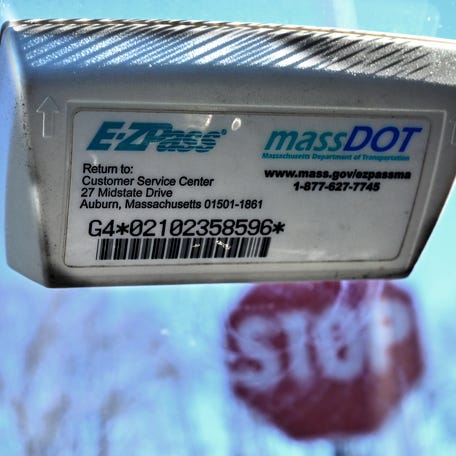 E-ZPass®
massDOT
Massachusetts Department of Transportation
Return to:
Customer Service Center
27 Midstate Drive
Auburn, Massachusetts 01501-1861
www.mass.gov/ezpassma
1-877-627-7745
G4*02102358596*
STOP